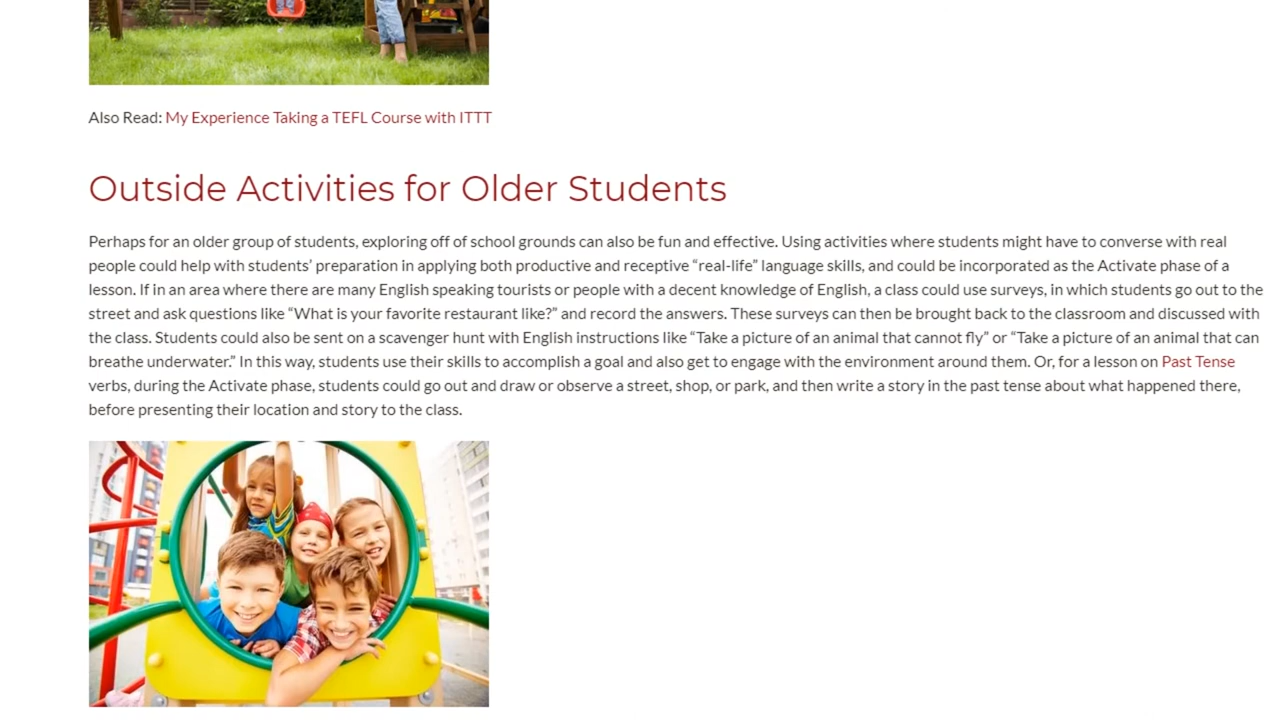 Also Read: My Experience Taking a TEFL Course with ITTT
Outside Activities for Older Students
Perhaps for an older group of students, exploring off of school grounds can also be fun and effective. Using activities where students might have to converse with real
people could help with students’ preparation in applying both productive and receptive “real-life” language skills, and could be incorporated as the Activate phase of a
lesson. If in an area where there are many English speaking tourists or people with a decent knowledge of English, a class could use surveys, in which students go out to the
street and ask questions like “What is your favorite restaurant like?” and record the answers. These surveys can then be brought back to the classroom and discussed with
the class. Students could also be sent on a scavenger hunt with English instructions like “Take a picture of an animal that cannot fly” or “Take a picture of an animal that can
breathe underwater.” In this way, students use their skills to accomplish a goal and also get to engage with the environment around them. Or, for a lesson on Past Tense
verbs, during the Activate phase, students could go out and draw or observe a street, shop, or park, and then write a story in the past tense about what happened there,
before presenting their location and story to the class.